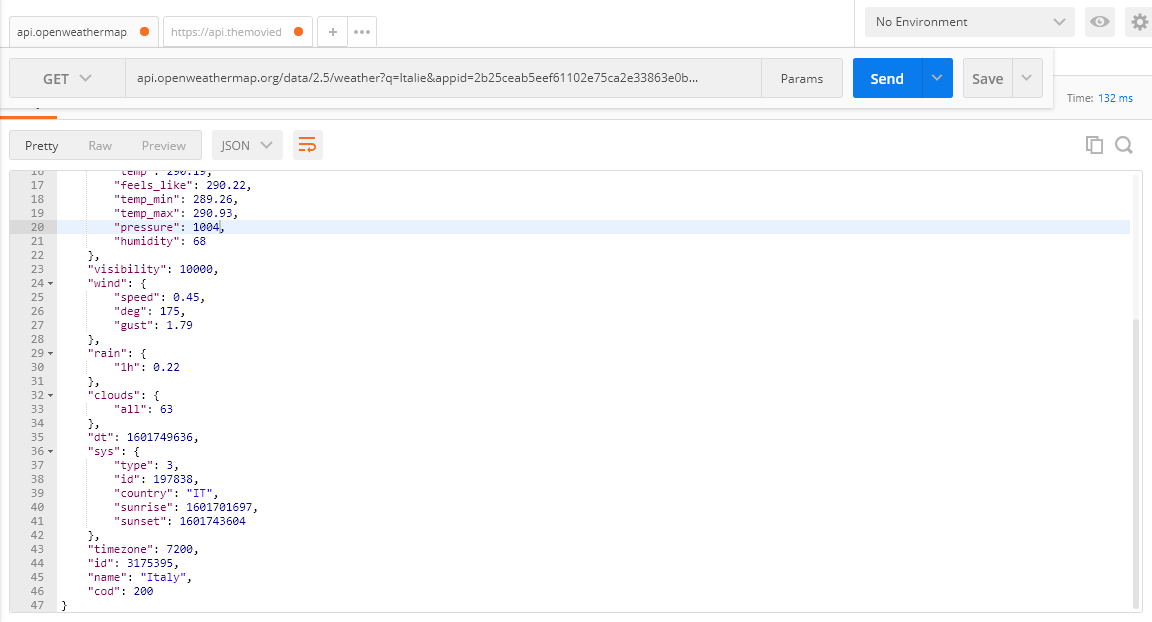 api.openweathermap
https://api.themovied
+
•••
No Environment
GET
api.openweathermap.org/data/2.5/weather?q=Italie&appid=2b25ceab5eef61102e75ca2e33863e0b...
Params
Send
Save
Time: 132 ms
Pretty
Raw
Preview
JSON
16 "temp": 290.19,
17 "feels_like": 290.22,
18 "temp_min": 289.26,
19 "temp_max": 290.93,
20 "pressure": 1004,
21 "humidity": 68
22 },
23 "visibility": 10000,
24 "wind": {
25 "speed": 0.45,
26 "deg": 175,
27 "gust": 1.79
28 },
29 "rain": {
30 "1h": 0.22
31 },
32 "clouds": {
33 "all": 63
34 },
35 "dt": 1601749636,
36 "sys": {
37 "type": 3,
38 "id": 197838,
39 "country": "IT",
40 "sunrise": 1601701697,
41 "sunset": 1601743604
42 },
43 "timezone": 7200,
44 "id": 3175395,
45 "name": "Italy",
46 "cod": 200
47 }